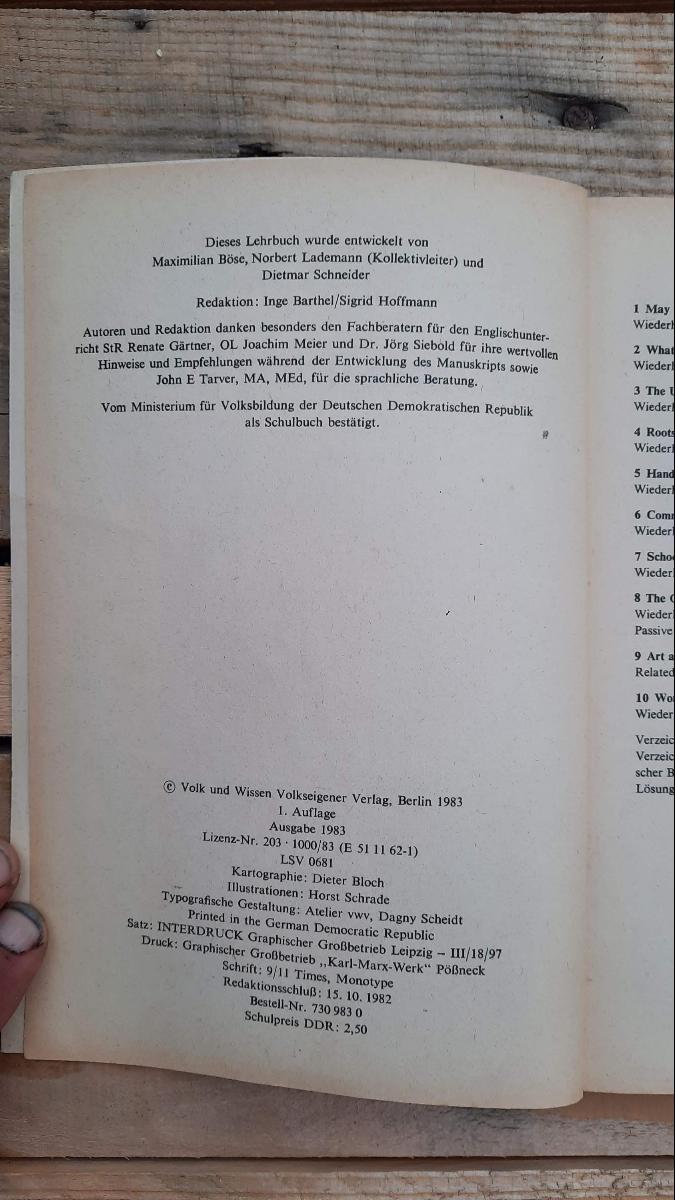 Dieses Lehrbuch wurde entwickelt von
Maximilian Böse, Norbert Lademann (Kollektivleiter) und
Dietmar Schneider
Redaktion: Inge Barthel/Sigrid Hoffmann
Autoren und Redaktion danken besonders den Fachberatern für den Englischunter-
richt StR Renate Gärtner, OL Joachim Meier und Dr. Jörg Siebold für ihre wertvollen
Hinweise und Empfehlungen während der Entwicklung des Manuskripts sowie
John E Tarver, MA, MEd, für die sprachliche Beratung.
Vom Ministerium für Volksbildung der Deutschen Demokratischen Republik
als Schulbuch bestätigt.
© Volk und Wissen Volkseigener Verlag, Berlin 1983
1. Auflage
Ausgabe 1983
Lizenz-Nr. 203 · 1000/83 (E 51 11 62-1)
LSV 0681
Kartographie: Dieter Bloch
Illustrationen: Horst Schrade
Typografische Gestaltung: Atelier vwv, Dagny Scheidt
Printed in the German Democratic Republic
Satz: INTERDRUCK Graphischer Großbetrieb Leipzig – III/18/97
Druck: Graphischer Großbetrieb „Karl-Marx-Werk“ Pößneck
Schrift: 9/11 Times, Monotype
Redaktionsschluß: 15. 10. 1982
Bestell-Nr. 730 983 0
Schulpreis DDR: 2,50
1 May
Wiederh
2 What
Wiederh
3 The U
Wiederh
4 Roots
Wiederh
5 Hand
Wiederh
6 Com
Wiederh
7 Scho
Wieder
8 The
Wiederh
Passive
9 Art a
Related
10 Wo
Wieder
Verzeic
Verzeic
scher B
Lösung